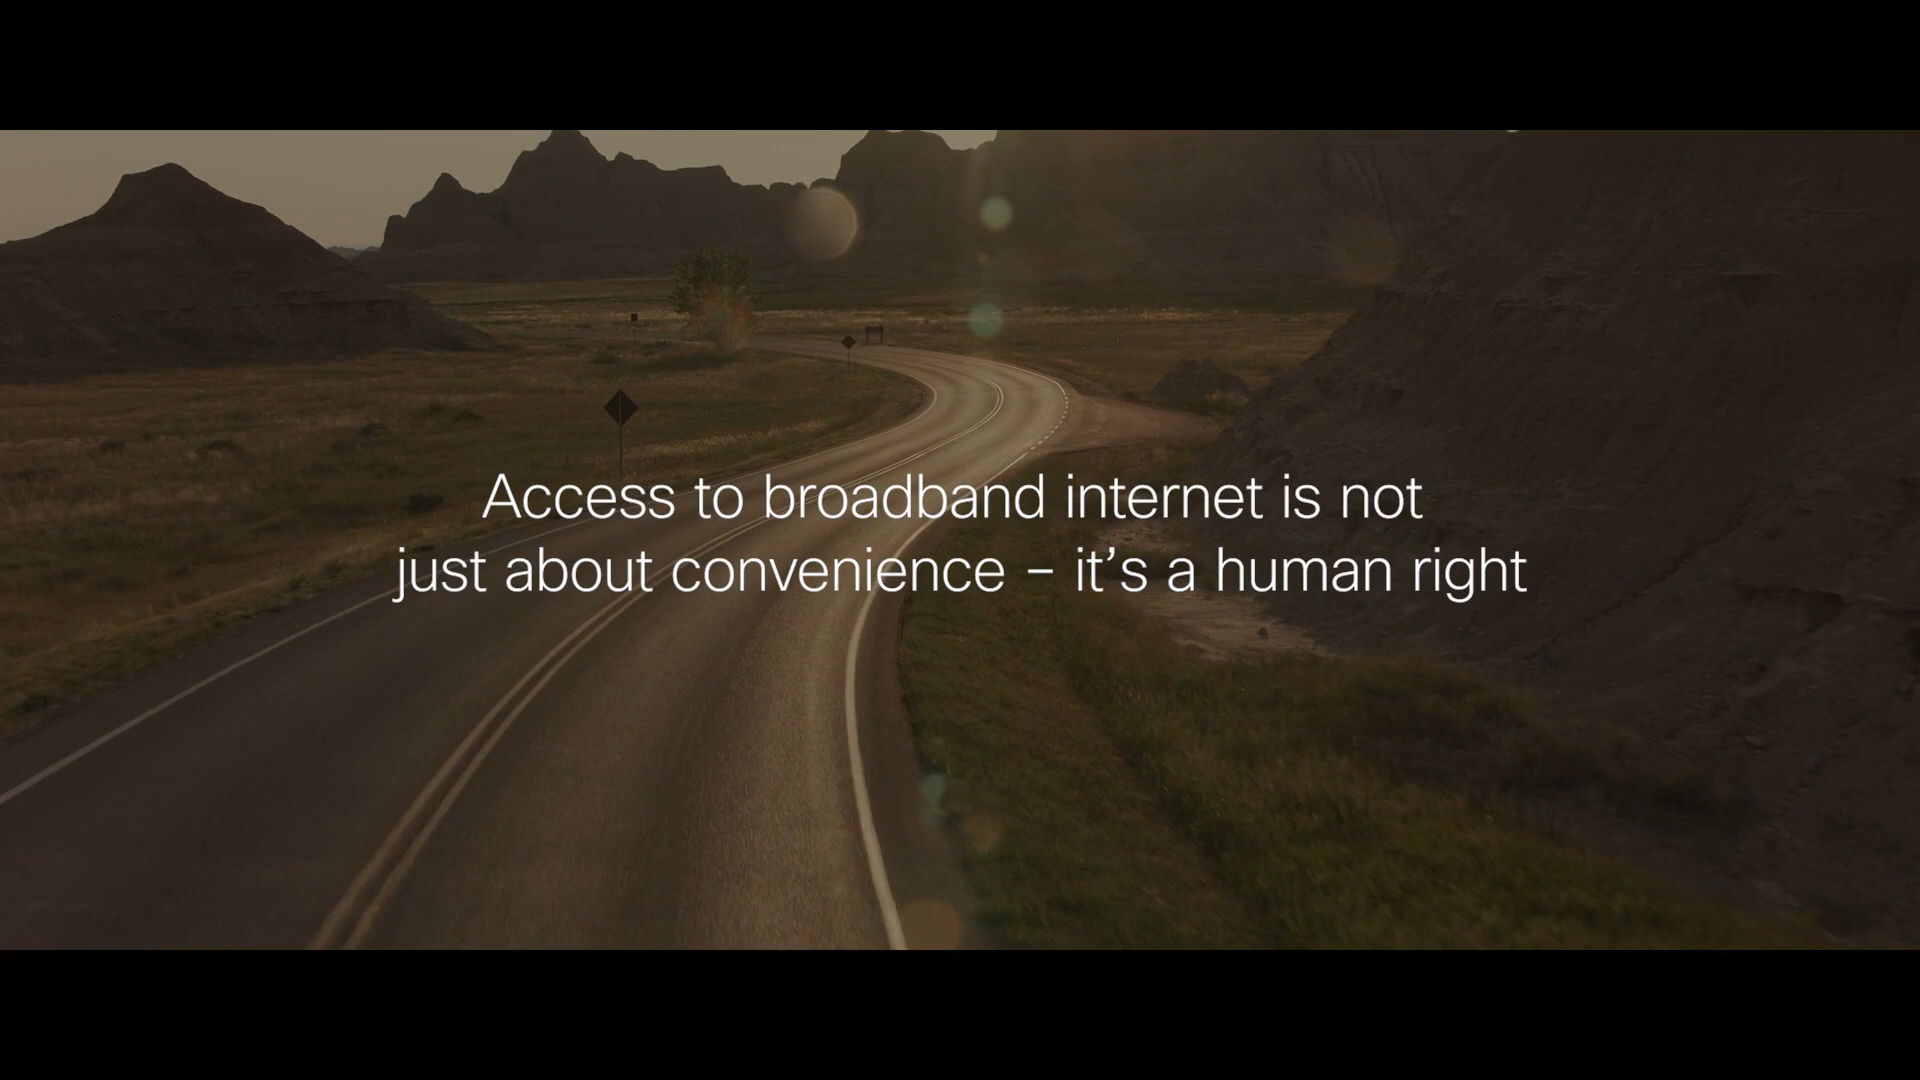 Access to broadband internet is not
just about convenience – it’s a human right